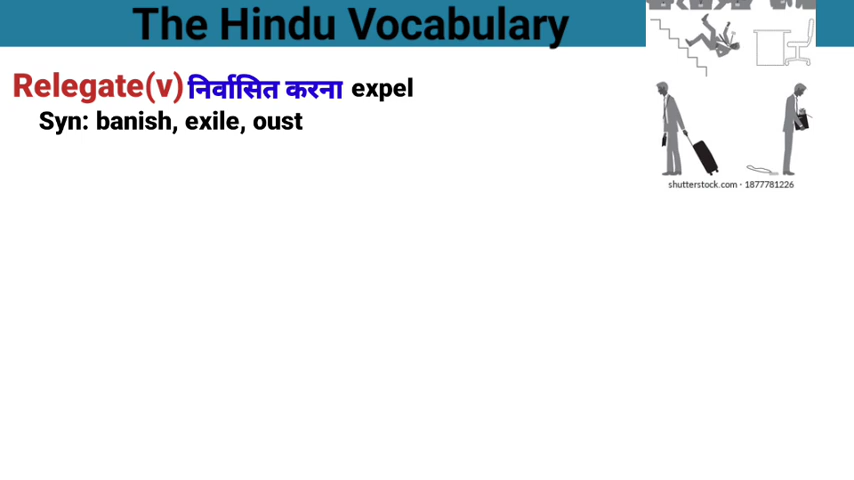 The Hindu Vocabulary
Relegate(v) निर्वासित करना expel
Syn: banish, exile, oust
shutterstock.com · 1877781226